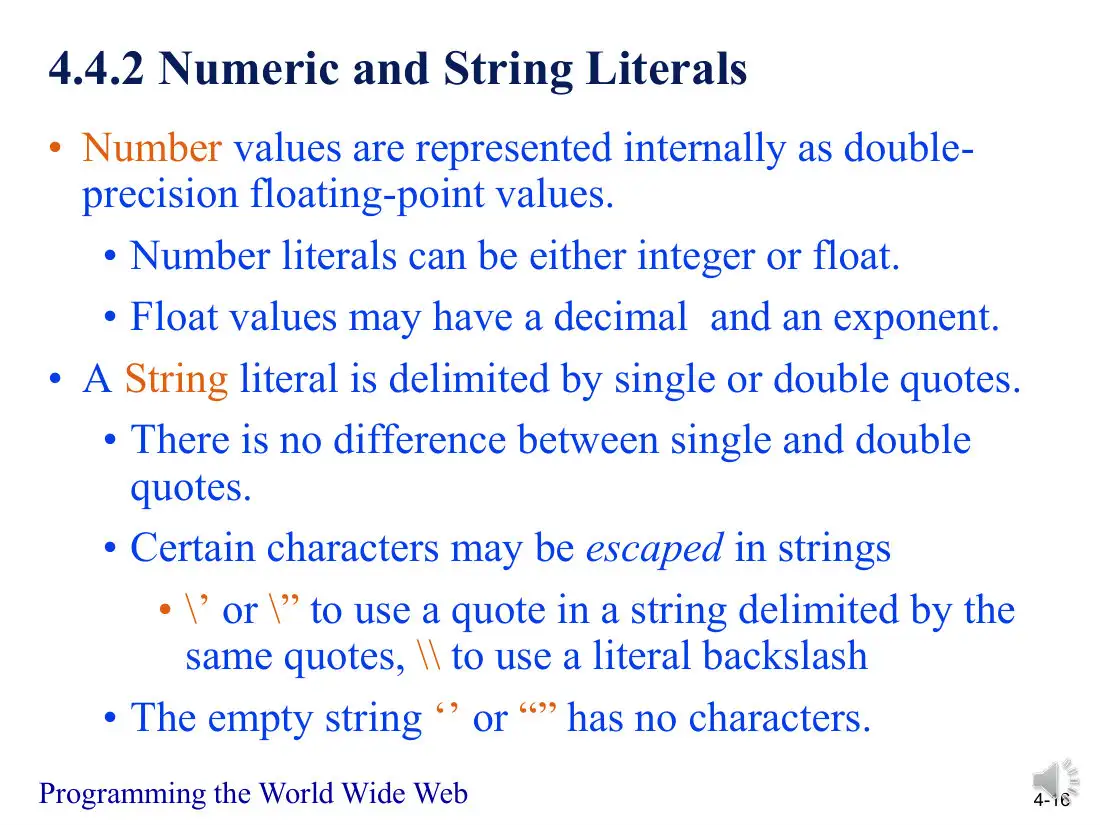 4.4.2 Numeric and String Literals
• Number values are represented internally as double-
precision floating-point values.
• Number literals can be either integer or float.
• Float values may have a decimal  and an exponent.
• A String literal is delimited by single or double quotes.
• There is no difference between single and double
quotes.
• Certain characters may be escaped in strings
• \’ or \” to use a quote in a string delimited by the
same quotes, \\ to use a literal backslash
• The empty string ‘’ or “” has no characters.
Programming the World Wide Web
4-16